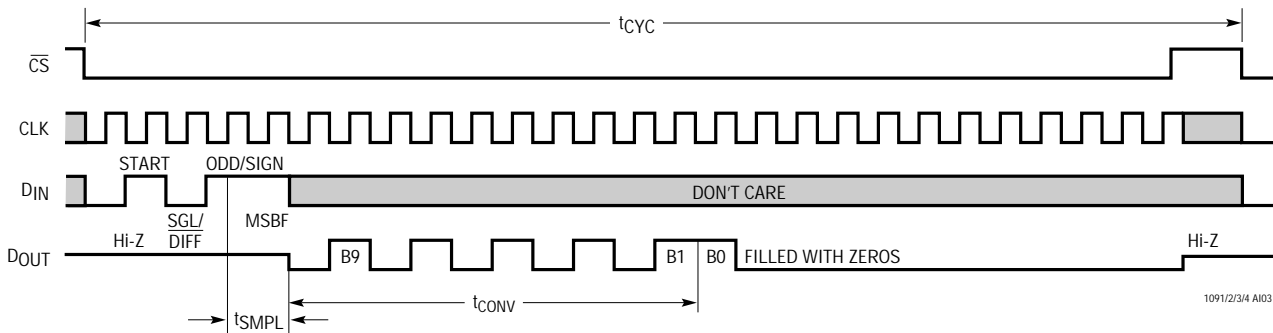 tCYC
CS
CLK
START ODD/SIGN
DIN
DON'T CARE
SGL/
DIFF
MSBF
Hi-Z
DOUT
B9
B1
B0
FILLED WITH ZEROS
Hi-Z
tCONV
tSMPL
1091/2/3/4 AI03